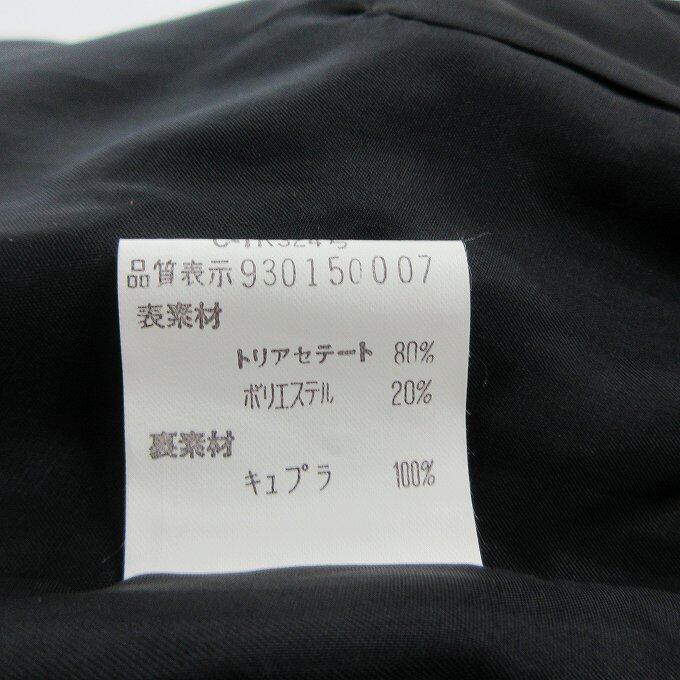 品質表示930150007
表素材
トリアセテート 80%
ポリエステル 20%
裏素材
キュプラ 100%